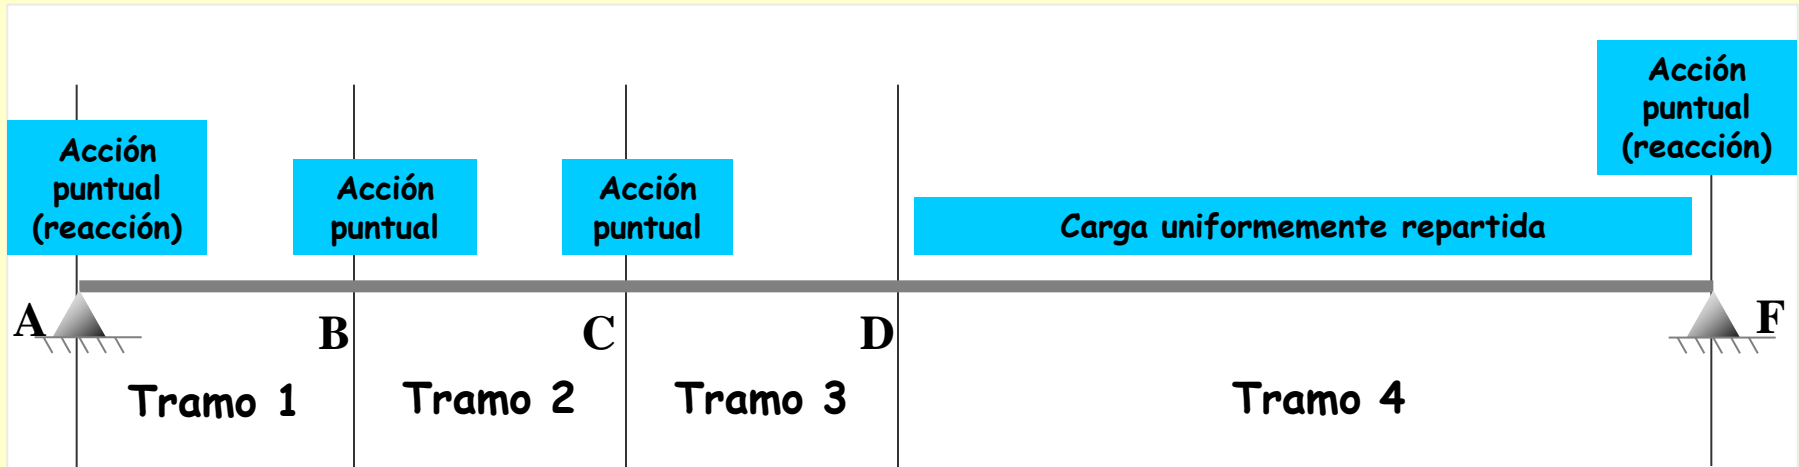 Acción
puntual
(reacción)
Acción
puntual
Acción
puntual
Carga uniformemente repartida
Acción
puntual
(reacción)
A
B
C
D
F
Tramo 1
Tramo 2
Tramo 3
Tramo 4